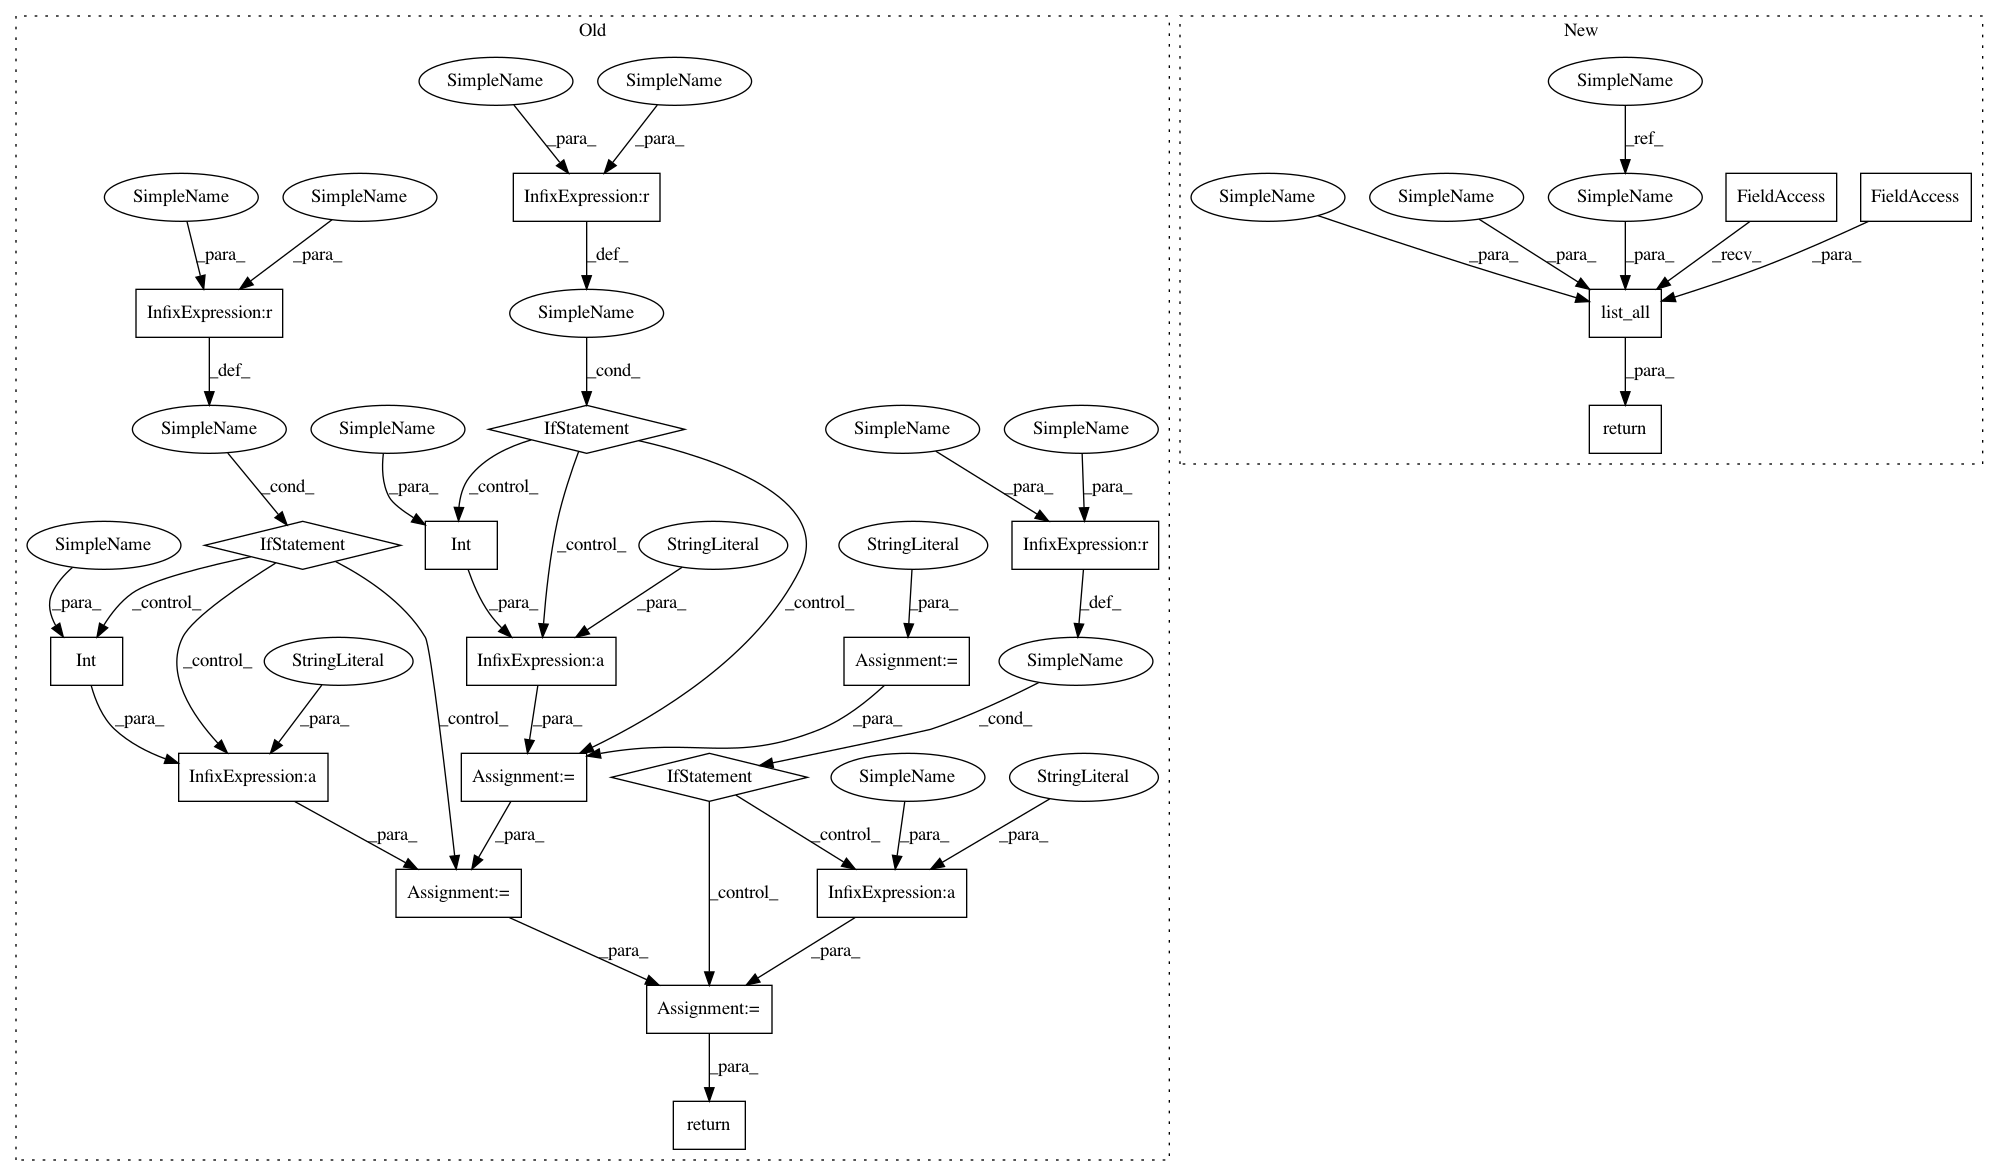 Old
New
SimpleName
SimpleName
SimpleName
_para_
_para_
_ref_
SimpleName
SimpleName
InfixExpression:r
SimpleName
SimpleName
SimpleName
FieldAccess
FieldAccess
_para_
_para_
_def_
_para_
_para_
_para_
_recv_
_para_
InfixExpression:r
SimpleName
list_all
_def_
_cond_
_para_
SimpleName
SimpleName
IfStatement
SimpleName
SimpleName
return
_cond_
_para_
_control_
_para_
_para_
SimpleName
IfStatement
Int
_control_
StringLiteral
StringLiteral
InfixExpression:r
_para_
_control_
_para_
_para_
_control_
_para_
_def_
Int
_control_
StringLiteral
InfixExpression:a
Assignment:=
SimpleName
_para_
_para_
_control_
_para_
_para_
_cond_
InfixExpression:a
Assignment:=
IfStatement
SimpleName
StringLiteral
_para_
_para_
_control_
_para_
_para_
Assignment:=
_control_
InfixExpression:a
_para_
_para_
Assignment:=
_para_
return